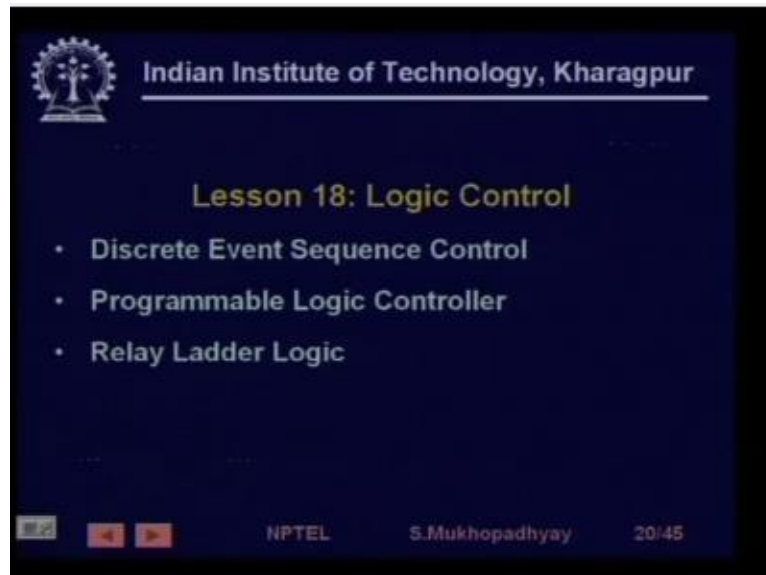 Indian Institute of Technology, Kharagpur
Lesson 18: Logic Control
• Discrete Event Sequence Control
• Programmable Logic Controller
• Relay Ladder Logic
NPTEL S.Mukhopadhyay 20/45